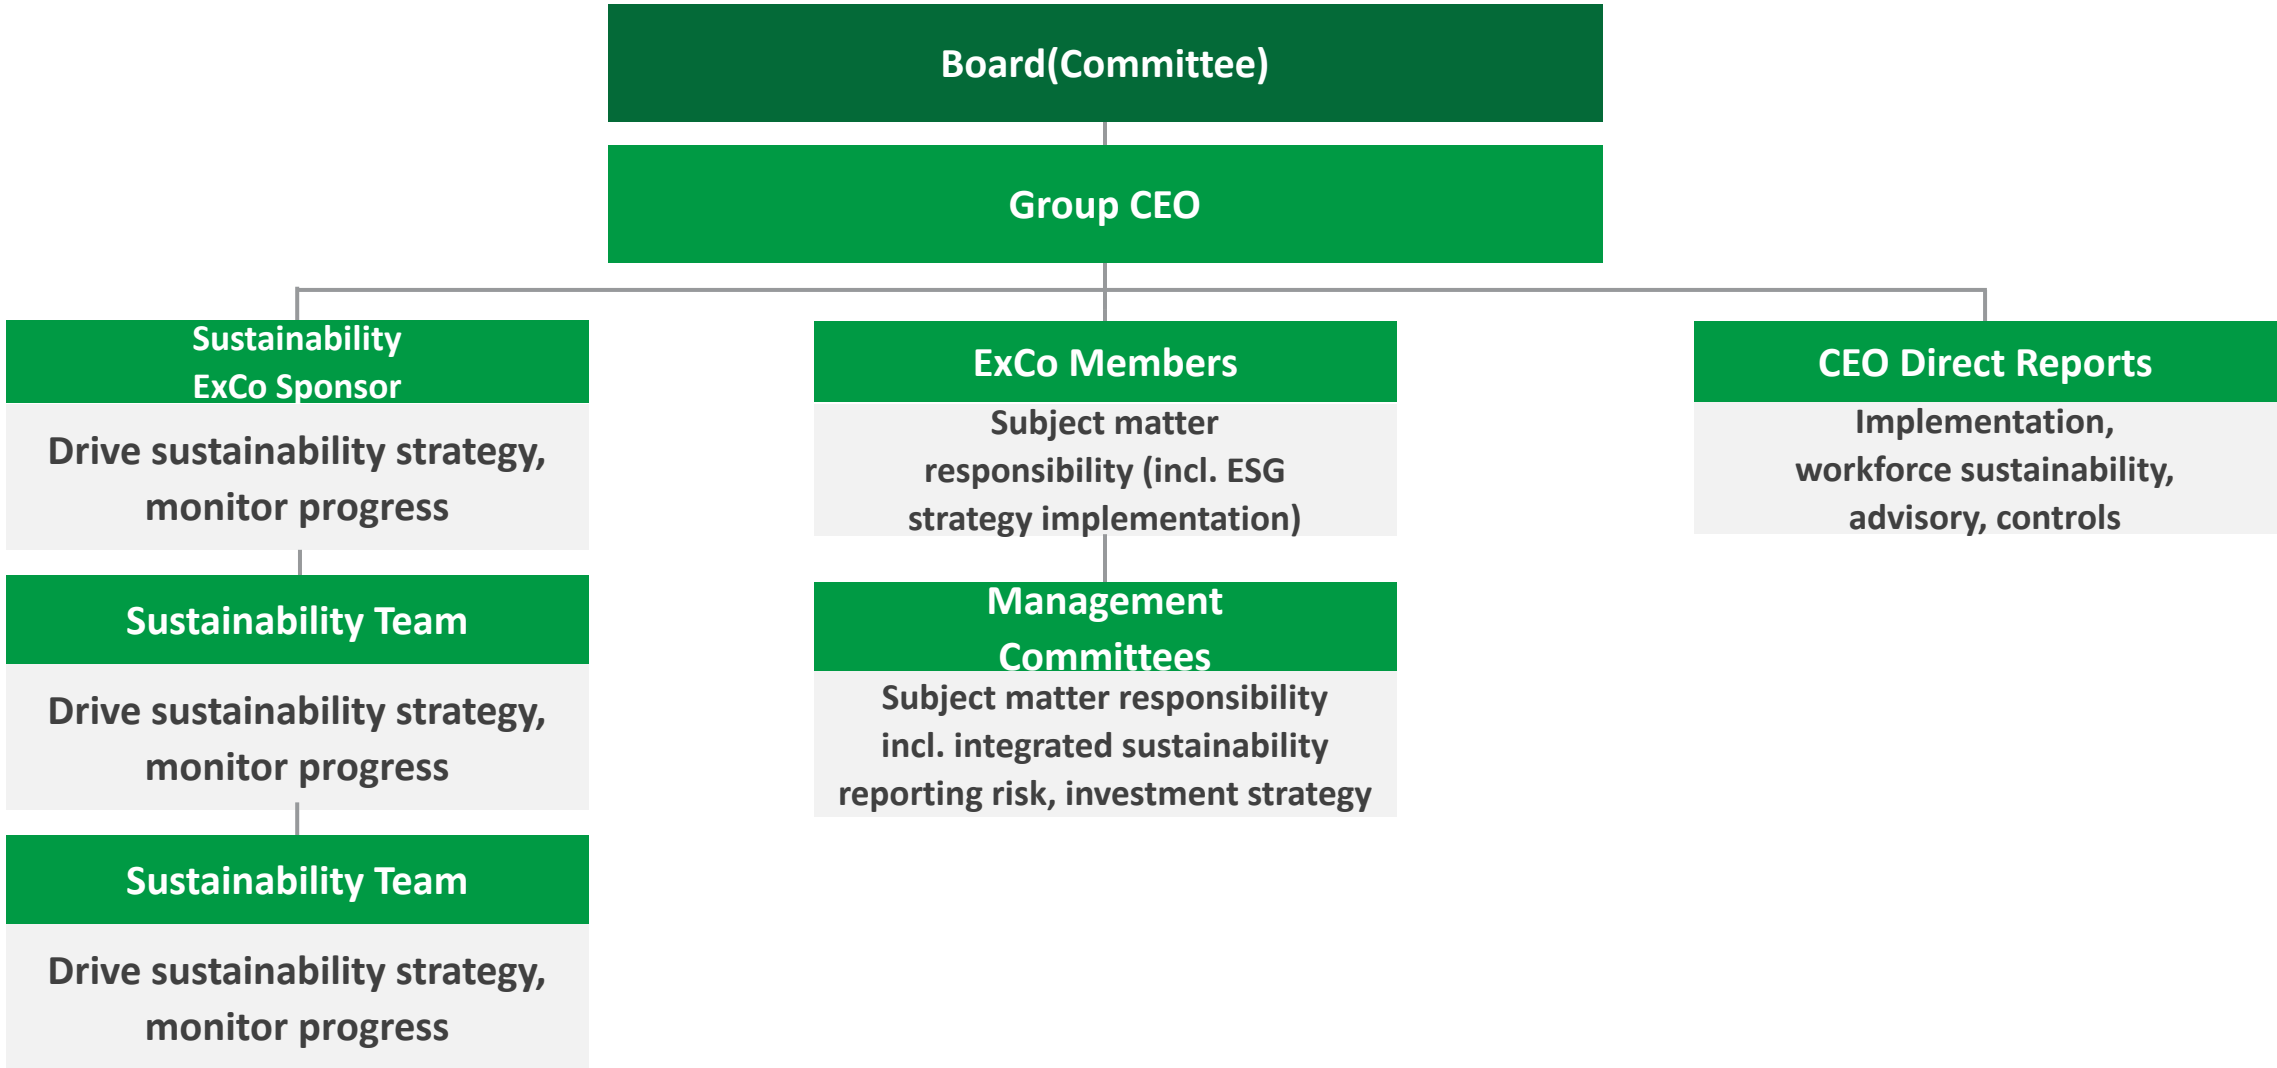 Board(Committee)
Group CEO
Sustainability
ExCo Sponsor
Drive sustainability strategy,
monitor progress
Sustainability Team
Drive sustainability strategy,
monitor progress
Sustainability Team
Drive sustainability strategy,
monitor progress
ExCo Members
Subject matter
responsibility (incl. ESG
strategy implementation)
Management
Committees
Subject matter responsibility
incl. integrated sustainability
reporting risk, investment strategy
CEO Direct Reports
Implementation,
workforce sustainability,
advisory, controls